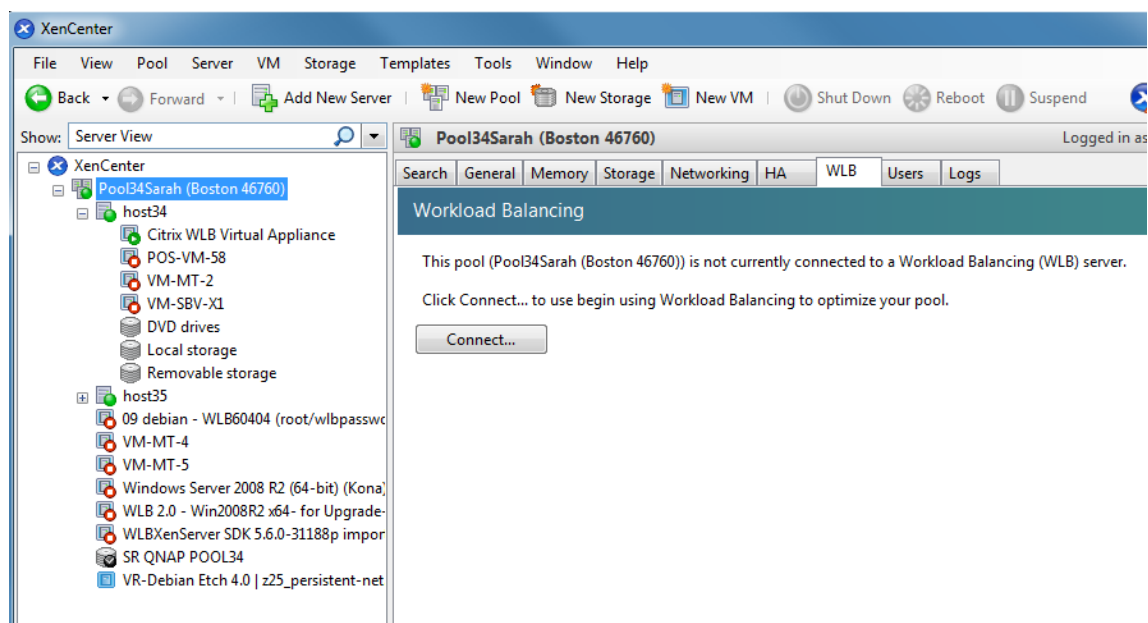 XenCenter
File View Pool Server VM Storage Templates Tools Window Help
Back Forward Add New Server New Pool New Storage New VM Shut Down Reboot Suspend
Show: Server View
Pool34Sarah (Boston 46760) Logged in as
XenCenter
Pool34Sarah (Boston 46760)
host34
Citrix WLB Virtual Appliance
POS-VM-58
VM-MT-2
VM-SBV-X1
DVD drives
Local storage
Removable storage
host35
09 debian - WLB60404 (root/wlbpasswo
VM-MT-4
VM-MT-5
Windows Server 2008 R2 (64-bit) (Kona)
WLB 2.0 - Win2008R2 x64- for Upgrade-
WLBXenServer SDK 5.6.0-31188p impor
SR QNAP POOL34
VR-Debian Etch 4.0 | z25_persistent-net
Search General Memory Storage Networking HA WLB Users Logs
Workload Balancing
This pool (Pool34Sarah (Boston 46760)) is not currently connected to a Workload Balancing (WLB) server.
Click Connect... to use begin using Workload Balancing to optimize your pool.
Connect...